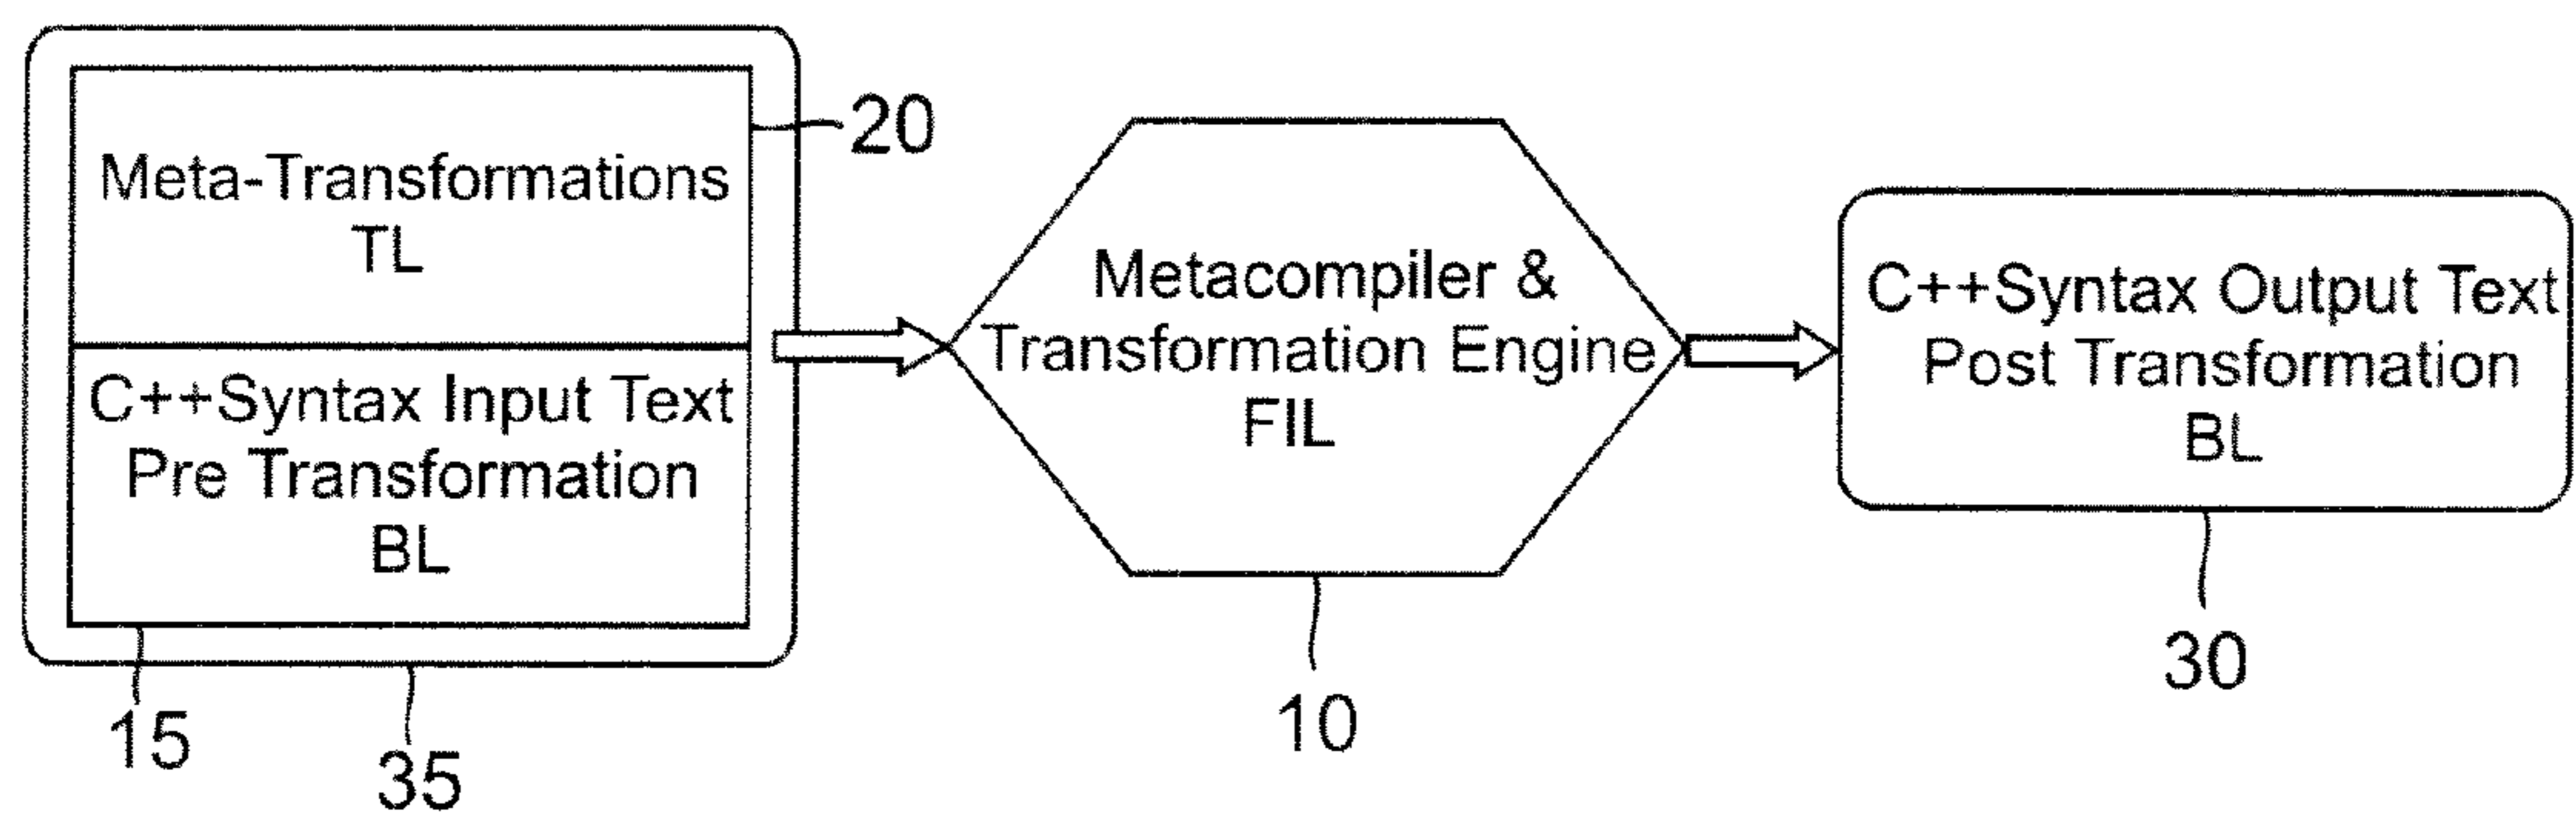 Meta-Transformations
TL
20
C++Syntax Input Text
Pre Transformation
BL
15
35
Metacompiler &
Transformation Engine
FIL
10
C++Syntax Output Text
Post Transformation
BL
30